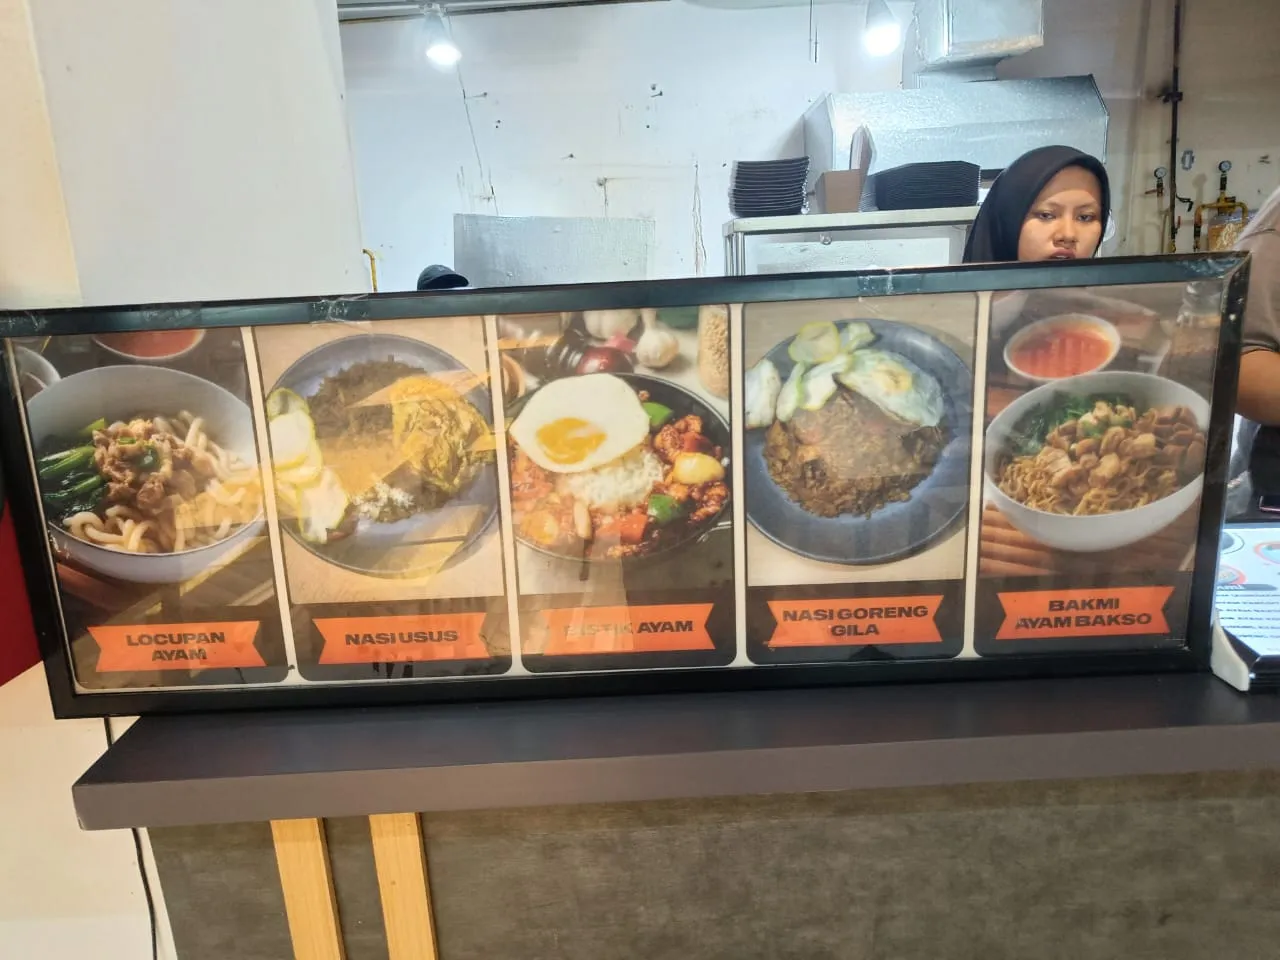 LOCUPAN
AYAM
NASI USUS
AYAM
NASI GORENG
GILA
BAKMI
AYAM BAKSO